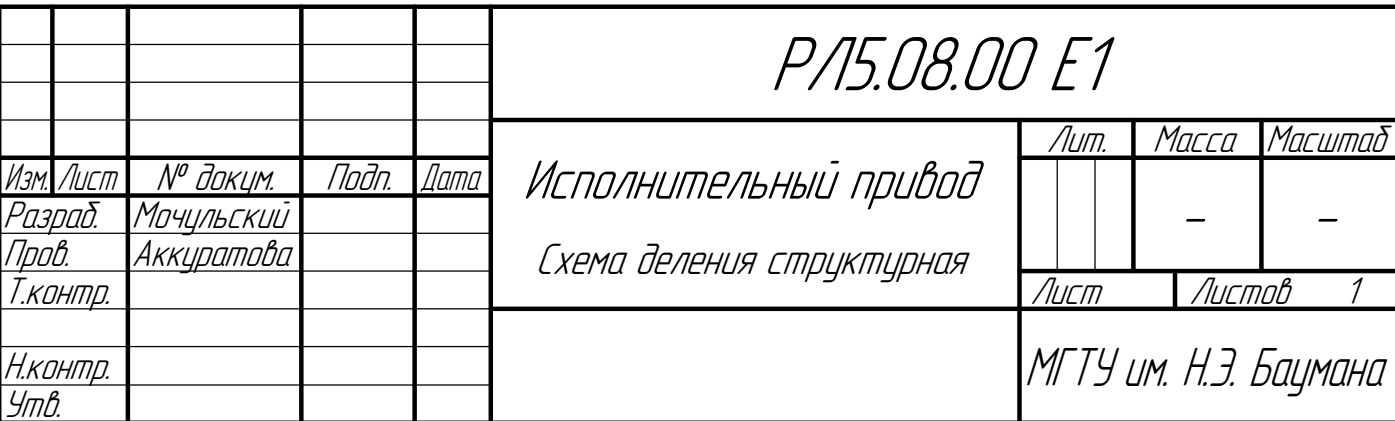 РЛ5.08.00 Е1
Лит. Масса Масштаб
Изм. Лист № докум. Подп. Дата
Исполнительный привод
Разраб. Мочульский
– –
Пров. Аккуратова
Схема деления структурная
Т.контр.
Лист Листов 1
Н.контр.
МГТУ им. Н.Э. Баумана
Утв.